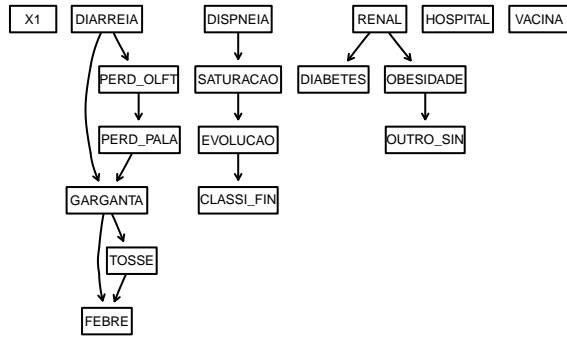 X1 DIARREIA DISPNEIA RENAL HOSPITAL VACINA
PERD_OLFT SATURACAO DIABETES OBESIDADE
PERD_PALA EVOLUCAO OUTRO_SIN
GARGANTA CLASSI_FIN
TOSSE
FEBRE